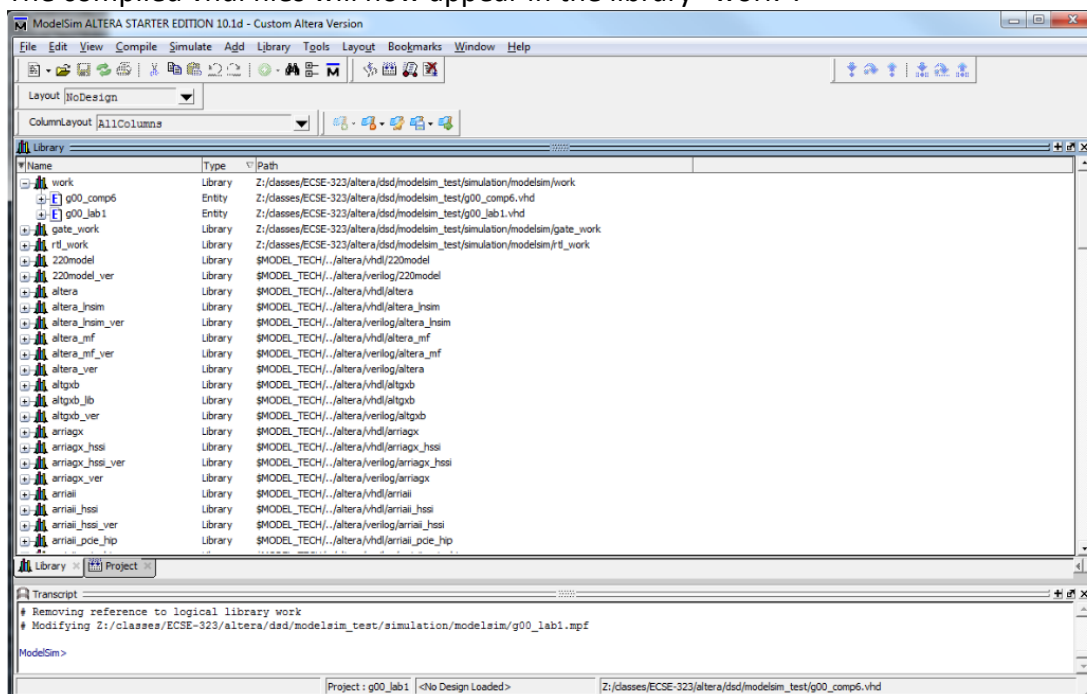 The compiled vhdl files will now appear in the library "work".
ModelSim ALTERA STARTER EDITION 10.1d - Custom Altera Version
File Edit View Compile Simulate Add Library Tools Layout Bookmarks Window Help
Layout NoDesign
ColumnLayout AllColumns
Library
Name Type Path
work Library Z:/classes/ECSE-323/altera/dsd/modelsim_test/simulation/modelsim/work
g00_comp6 Entity Z:/classes/ECSE-323/altera/dsd/modelsim_test/g00_comp6.vhd
g00_lab1 Entity Z:/classes/ECSE-323/altera/dsd/modelsim_test/g00_lab1.vhd
gate_work Library Z:/classes/ECSE-323/altera/dsd/modelsim_test/simulation/modelsim/gate_work
rtl_work Library Z:/classes/ECSE-323/altera/dsd/modelsim_test/simulation/modelsim/rtl_work
220model Library $MODEL_TECH/../altera/vhdl/220model
220model_ver Library $MODEL_TECH/../altera/verilog/220model
altera Library $MODEL_TECH/../altera/vhdl/altera
altera_lnsim Library $MODEL_TECH/../altera/vhdl/altera_lnsim
altera_lnsim_ver Library $MODEL_TECH/../altera/verilog/altera_lnsim
altera_mf Library $MODEL_TECH/../altera/vhdl/altera_mf
altera_mf_ver Library $MODEL_TECH/../altera/verilog/altera_mf
altera_ver Library $MODEL_TECH/../altera/verilog/altera
altgxb Library $MODEL_TECH/../altera/vhdl/altgxb
altgxb_lib Library $MODEL_TECH/../altera/vhdl/altgxb
altgxb_ver Library $MODEL_TECH/../altera/verilog/altgxb
arriagx Library $MODEL_TECH/../altera/vhdl/arriagx
arriagx_hssi Library $MODEL_TECH/../altera/vhdl/arriagx_hssi
arriagx_hssi_ver Library $MODEL_TECH/../altera/verilog/arriagx_hssi
arriagx_ver Library $MODEL_TECH/../altera/verilog/arriagx
arriaii Library $MODEL_TECH/../altera/vhdl/arriaii
arriaii_hssi Library $MODEL_TECH/../altera/vhdl/arriaii_hssi
arriaii_hssi_ver Library $MODEL_TECH/../altera/verilog/arriaii_hssi
arriaii_pcie_hip Library $MODEL_TECH/../altera/vhdl/arriaii_pcie_hip
Library Project
Transcript
# Removing reference to logical library work
# Modifying Z:/classes/ECSE-323/altera/dsd/modelsim_test/simulation/modelsim/g00_lab1.mpf
ModelSim>
Project : g00_lab1 <No Design Loaded> Z:/classes/ECSE-323/altera/dsd/modelsim_test/g00_comp6.vhd